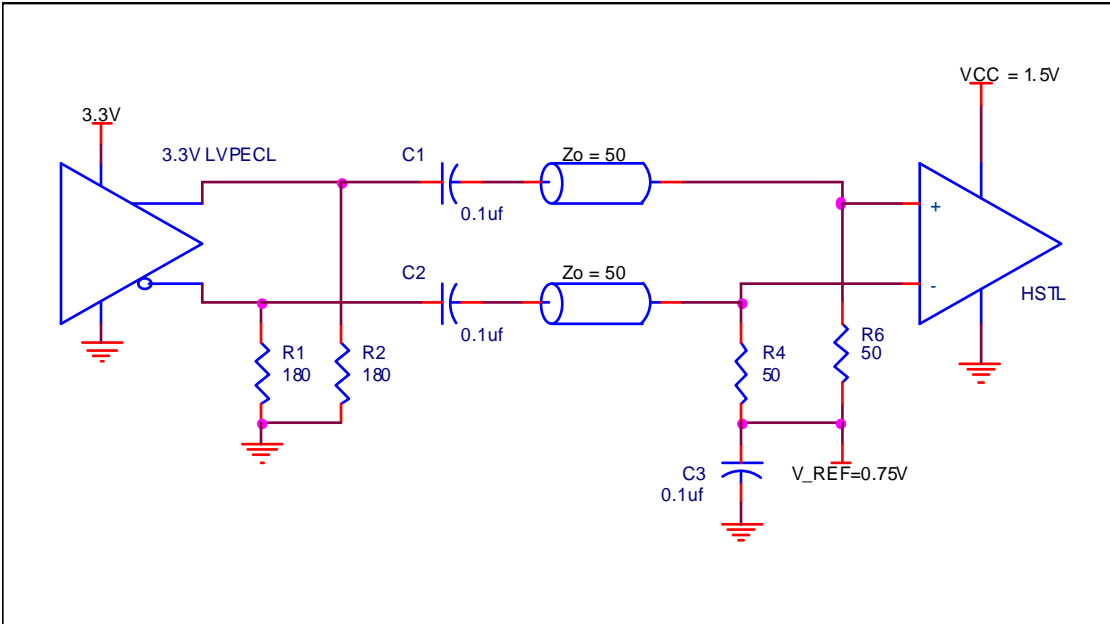 VCC = 1.5V
3.3V
3.3V LVPECL
C1
Zo = 50
0.1uf
+
C2
Zo = 50
-
HSTL
0.1uf
R1
180
R2
180
R4
50
R6
50
C3
0.1uf
V_REF=0.75V